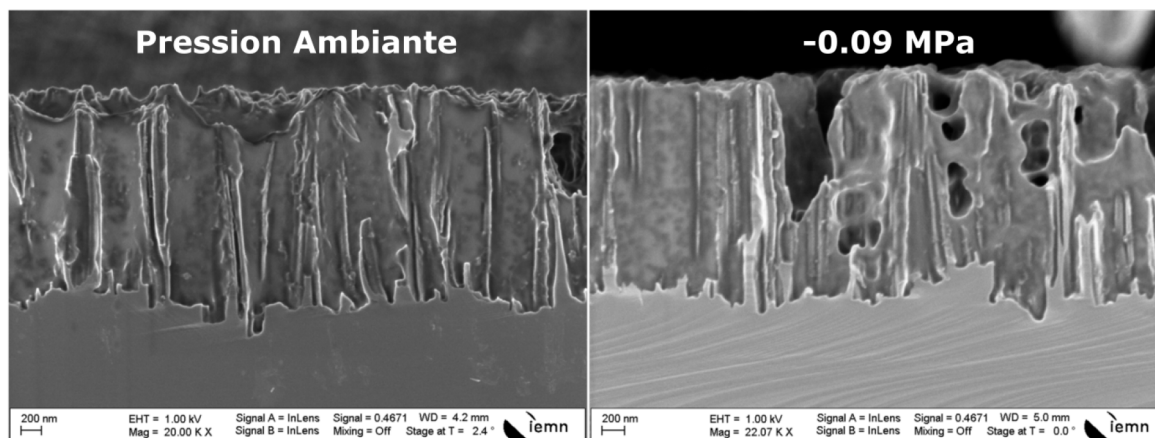 Pression Ambiante
200 nm
EHT = 1.00 kV
Mag = 20.00 K X
Signal A = InLens
Signal B = InLens
Signal = 0.4671
Mixing = Off
WD = 4.2 mm
Stage at T = 2.4 °
iemn
-0.09 MPa
200 nm
EHT = 1.00 kV
Mag = 22.07 K X
Signal A = InLens
Signal B = InLens
Signal = 0.4671
Mixing = Off
WD = 5.0 mm
Stage at T = 0.0 °
iemn